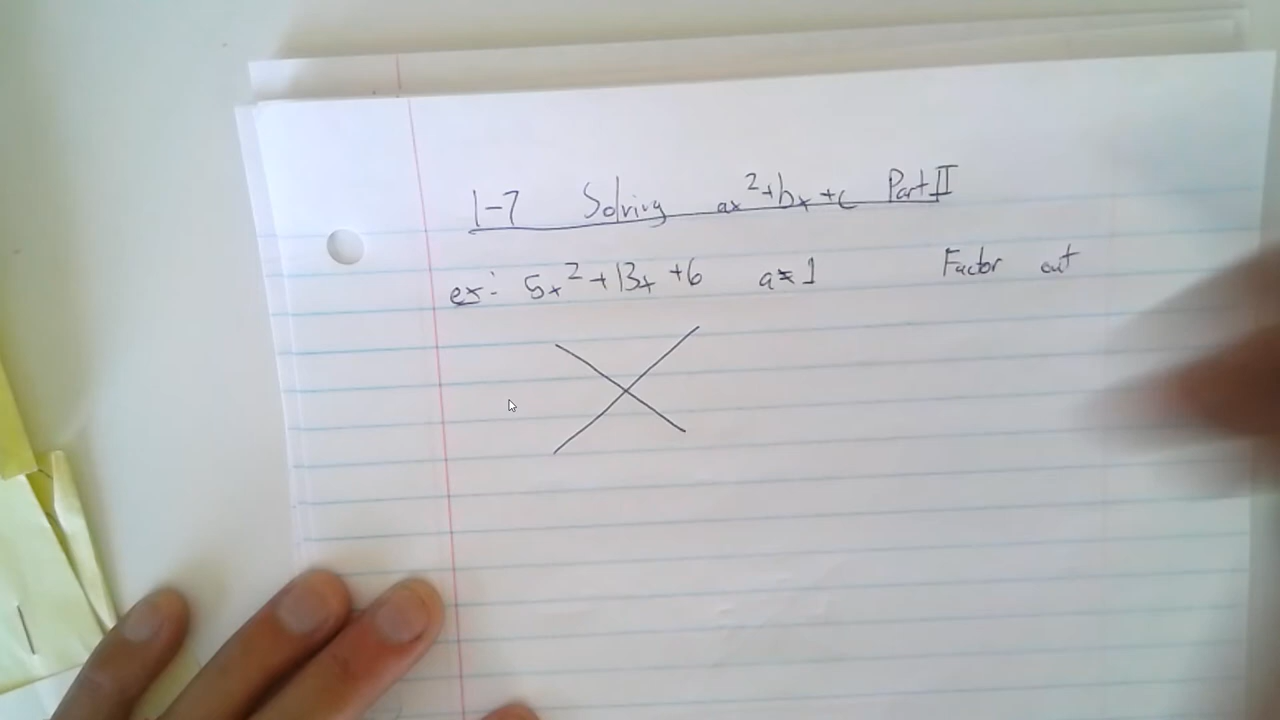 1-7 Solving ax²+bx+c Part II
ex: 5x²+13x+6 a≠1 Factor out